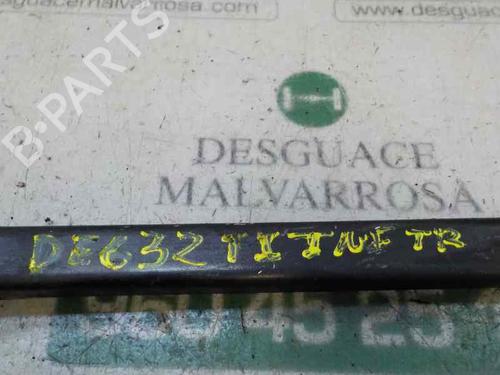 desguacemalvarrosa.com
www.desgua
B-PARTS
DESGUACE
MALVARROSA
DE632 TITNF TR